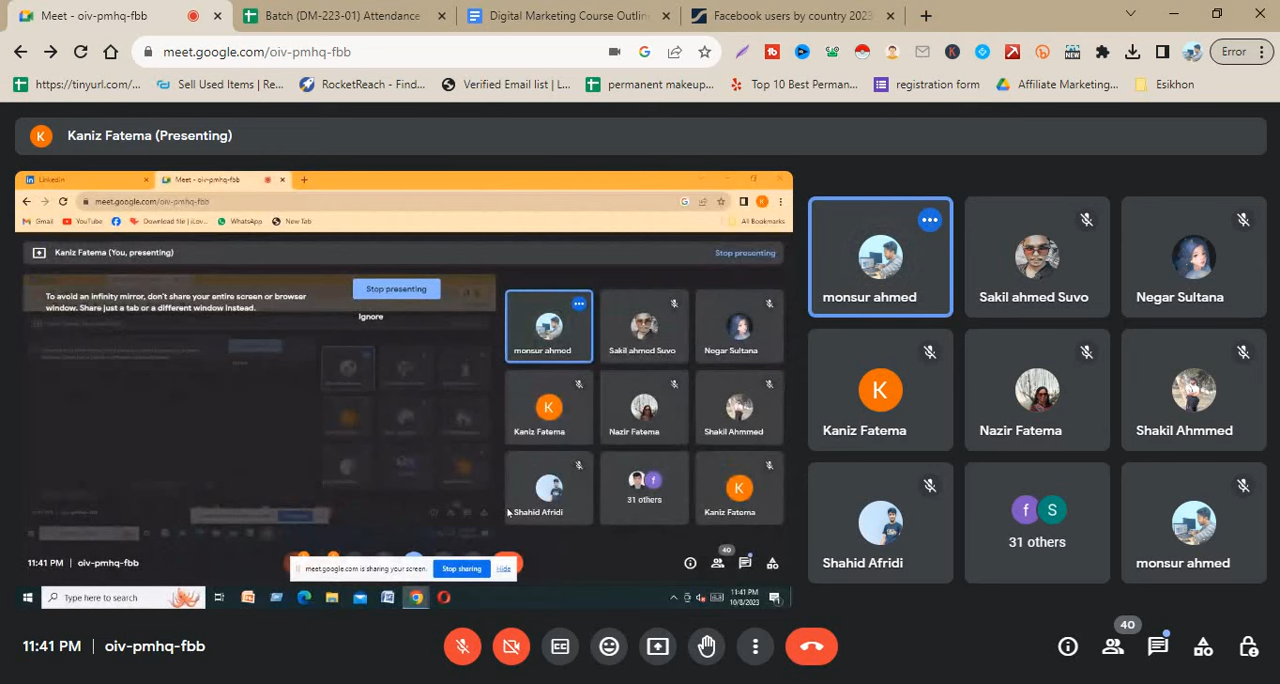 Meet - oiv-pmhq-fbb
Batch (DM-223-01) Attendance
Digital Marketing Course Outlin
Facebook users by country 2023
meet.google.com/oiv-pmhq-fbb
Error
https://tinyurl.com/...
Sell Used Items | Re...
RocketReach - Find...
Verified Email list | L...
permanent makeup...
Top 10 Best Perman...
registration form
Affiliate Marketing...
Esikhon
K
Kaniz Fatema (Presenting)
LinkedIn
Meet - oiv-pmhq-fbb
meet.google.com/oiv-pmhq-fbb
Gmail
YouTube
Download file | iLov...
WhatsApp
New Tab
All Bookmarks
Kaniz Fatema (You, presenting)
Stop presenting
To avoid an infinity mirror, don't share your entire screen or browser
window. Share just a tab or a different window instead.
Stop presenting
Ignore
monsur ahmed
Sakil ahmed Suvo
Negar Sultana
K
Kaniz Fatema
Nazir Fatema
Shakil Ahmmed
Shahid Afridi
f
31 others
K
Kaniz Fatema
11:41 PM | oiv-pmhq-fbb
meet.google.com is sharing your screen.
Stop sharing
Hide
40
Type here to search
11:41 PM
10/8/2023
monsur ahmed
Sakil ahmed Suvo
Negar Sultana
K
Kaniz Fatema
Nazir Fatema
Shakil Ahmmed
Shahid Afridi
f S
31 others
monsur ahmed
11:41 PM | oiv-pmhq-fbb
40